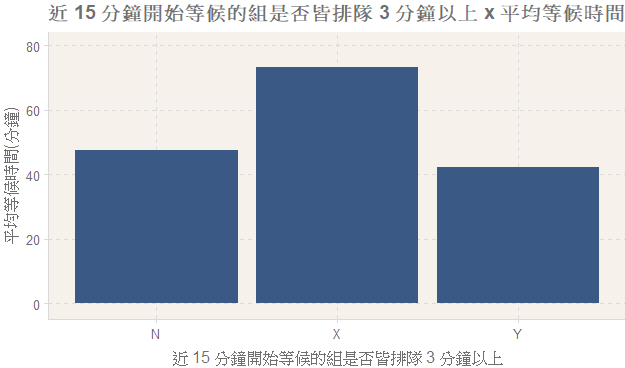 近 15 分鐘開始等候的組是否皆排隊 3 分鐘以上 x 平均等候時間
平均等候時間(分鐘)
80
60
40
20
0
N X Y
近 15 分鐘開始等候的組是否皆排隊 3 分鐘以上